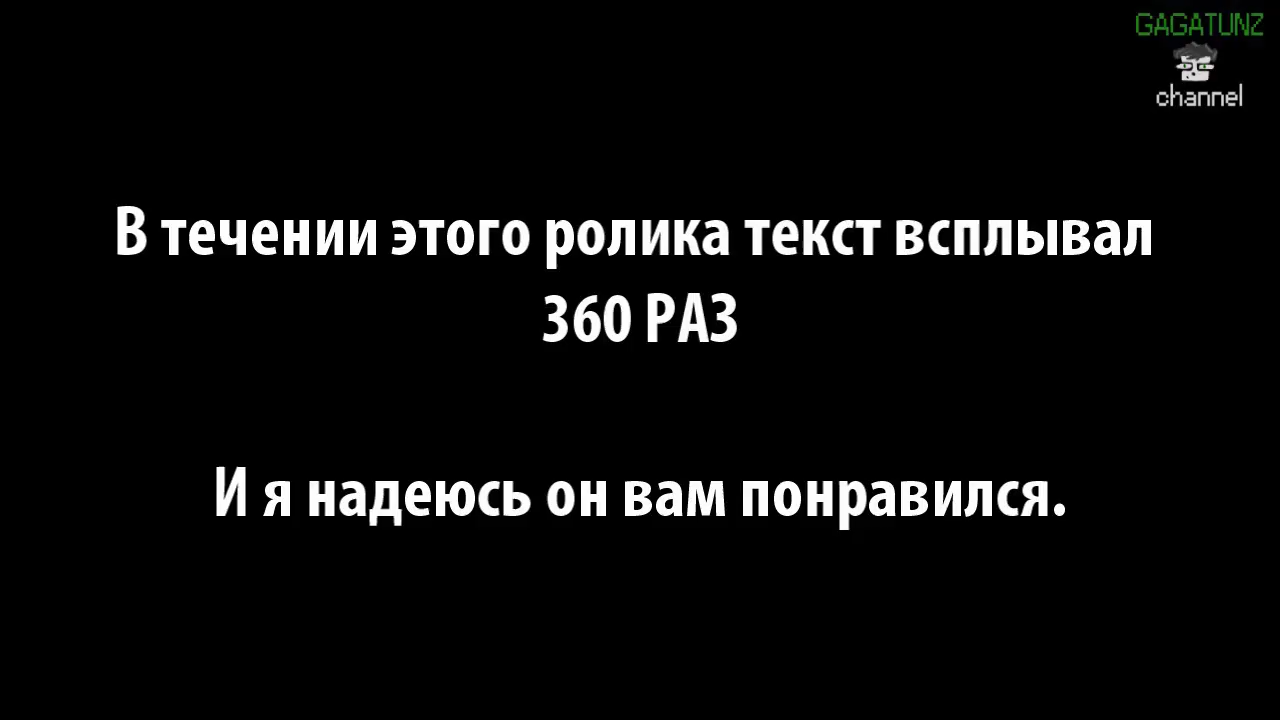 GAGATUNZ
channel
В течении этого ролика текст всплывал
360 РАЗ
И я надеюсь он вам понравился.